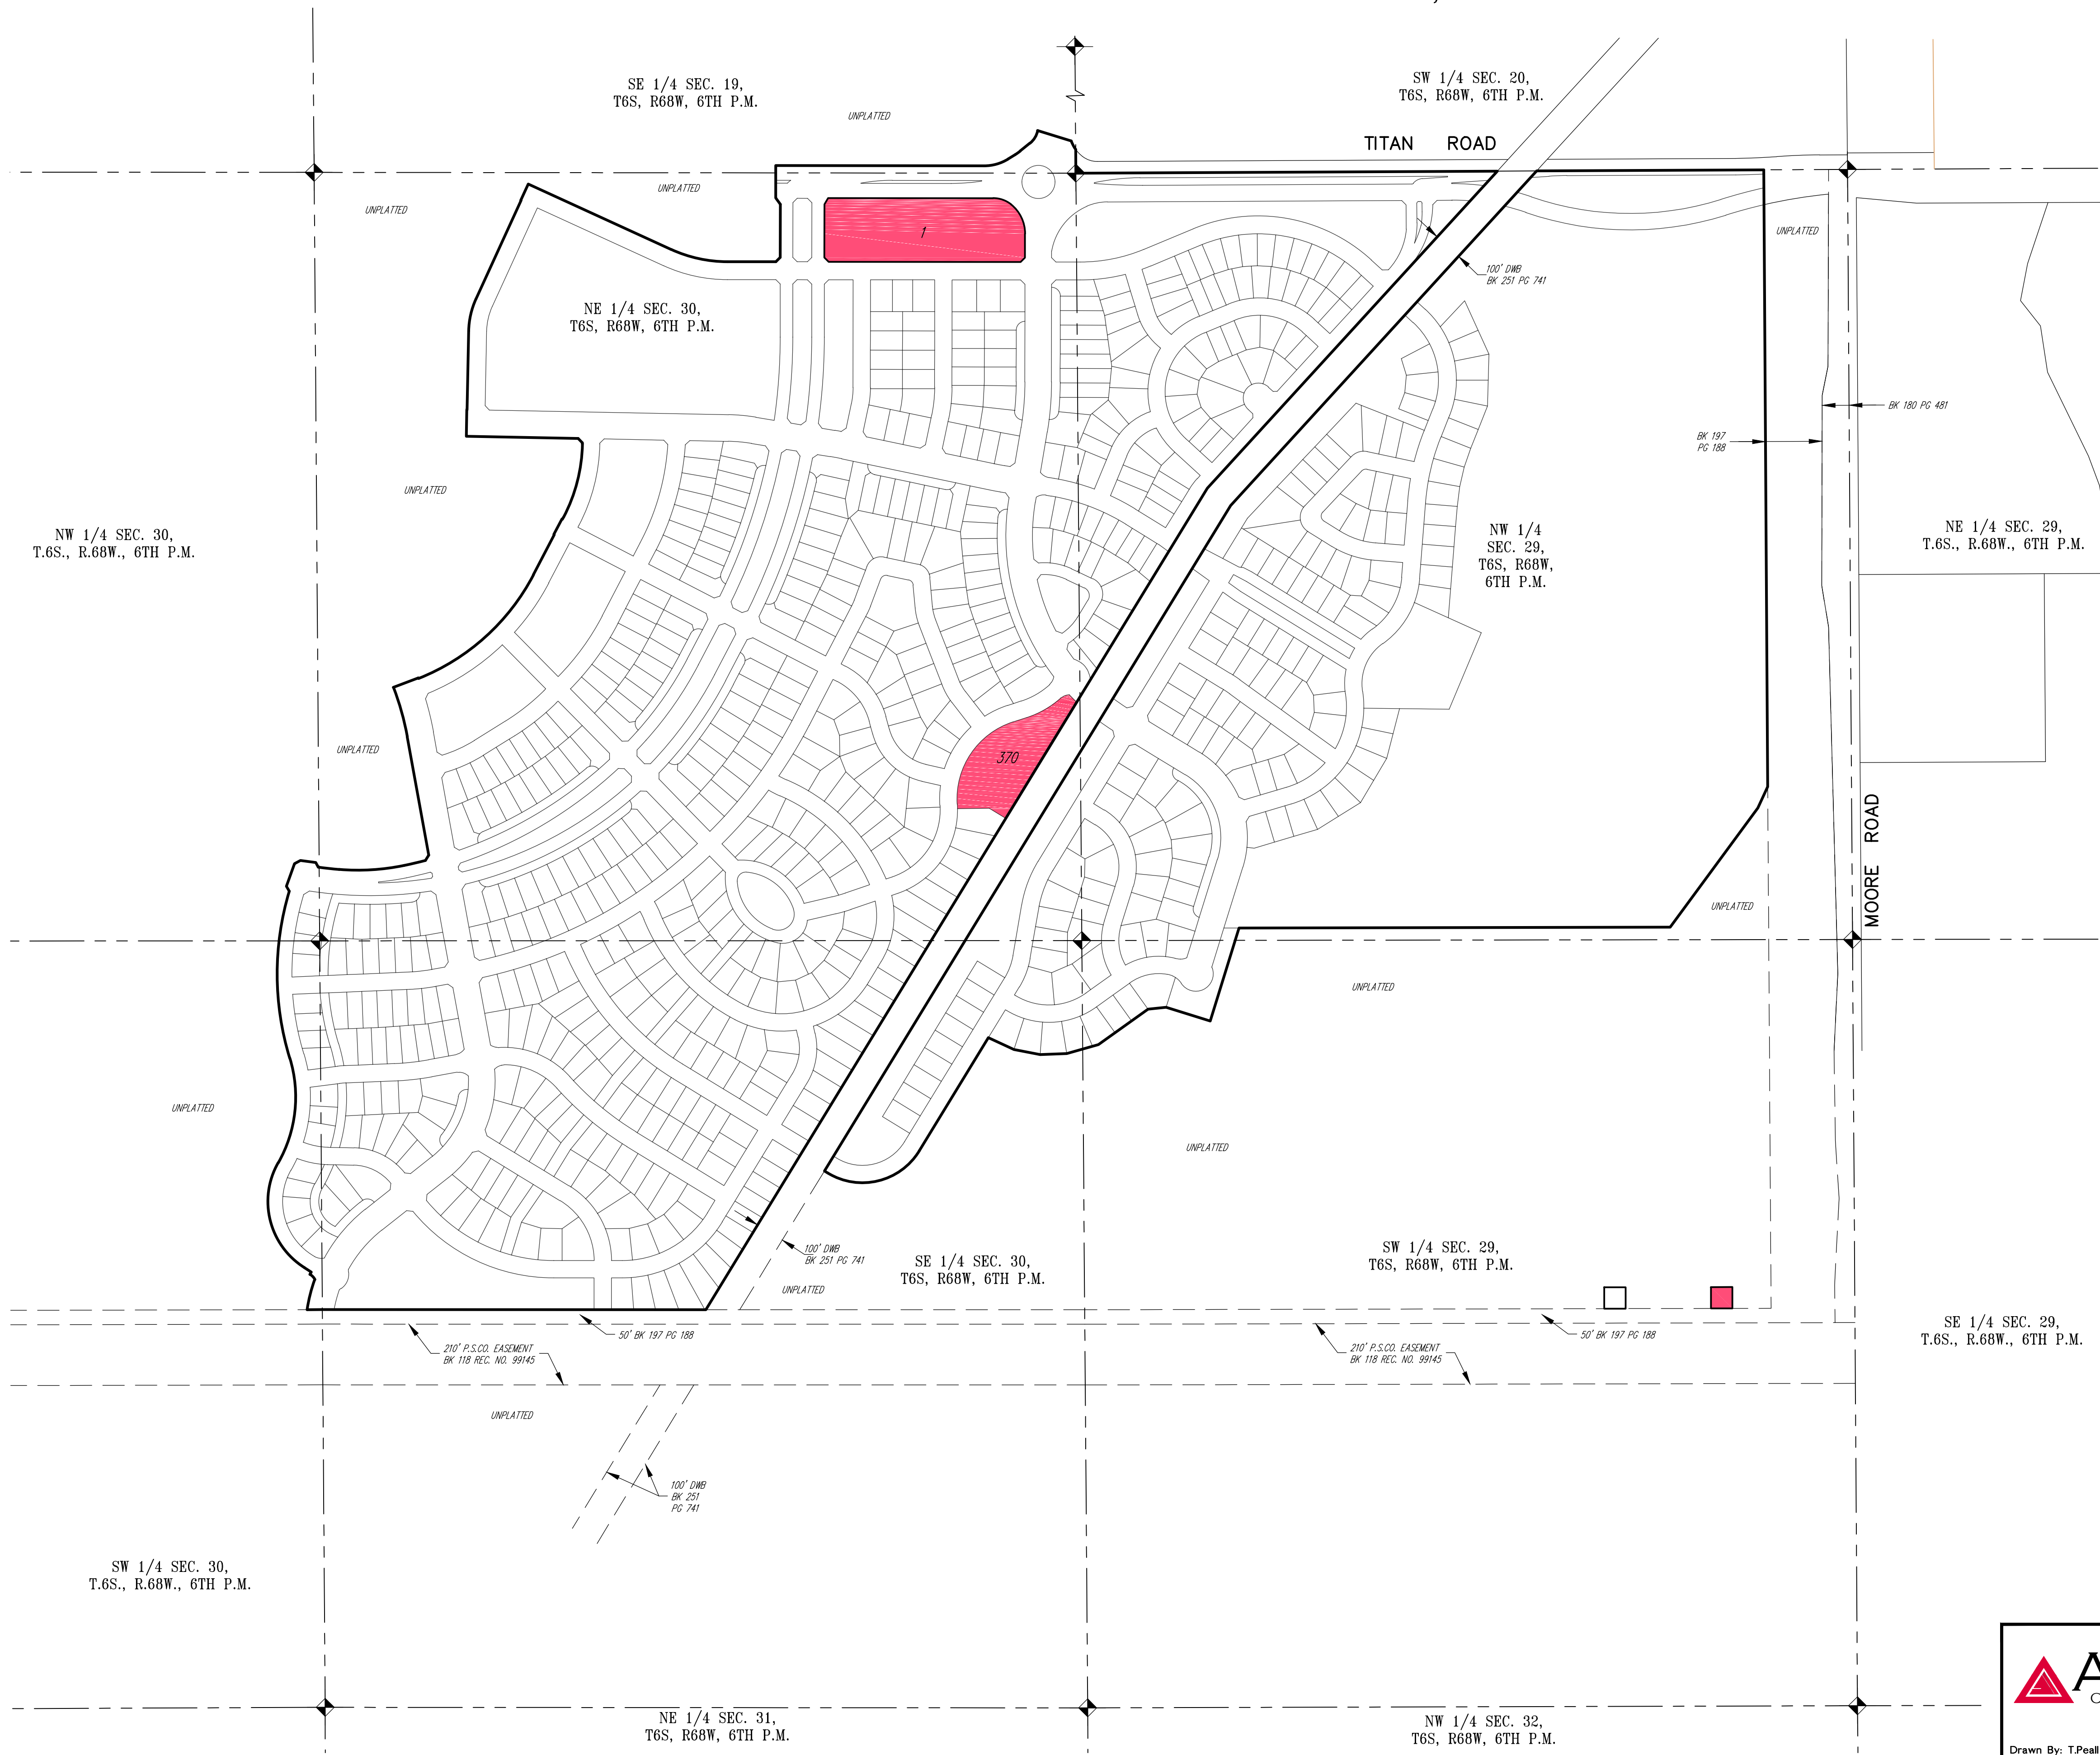 SE 1/4 SEC. 19,
T6S, R68W, 6TH P.M.
SW 1/4 SEC. 20,
T6S, R68W, 6TH P.M.
UNPLATTED
TITAN ROAD
UNPLATTED
UNPLATTED
1
UNPLATTED
100' DWB
BK 251 PG 741
NE 1/4 SEC. 30,
T6S, R68W, 6TH P.M.
BK 180 PG 481
BK 197
PG 188
UNPLATTED
NW 1/4 SEC. 30,
T.6S., R.68W., 6TH P.M.
NW 1/4
SEC. 29,
T6S, R68W,
6TH P.M.
NE 1/4 SEC. 29,
T.6S., R.68W., 6TH P.M.
UNPLATTED
370
MOORE ROAD
UNPLATTED
UNPLATTED
UNPLATTED
UNPLATTED
100' DWB
BK 251 PG 741
SE 1/4 SEC. 30,
T6S, R68W, 6TH P.M.
SW 1/4 SEC. 29,
T6S, R68W, 6TH P.M.
UNPLATTED
50' BK 197 PG 188
50' BK 197 PG 188
SE 1/4 SEC. 29,
T.6S., R.68W., 6TH P.M.
210' P.S.CO. EASEMENT
BK 118 REC. NO. 99145
210' P.S.CO. EASEMENT
BK 118 REC. NO. 99145
UNPLATTED
100' DWB
BK 251
PG 741
SW 1/4 SEC. 30,
T.6S., R.68W., 6TH P.M.
NE 1/4 SEC. 31,
T6S, R68W, 6TH P.M.
NW 1/4 SEC. 32,
T6S, R68W, 6TH P.M.
Drawn By: T.Peall